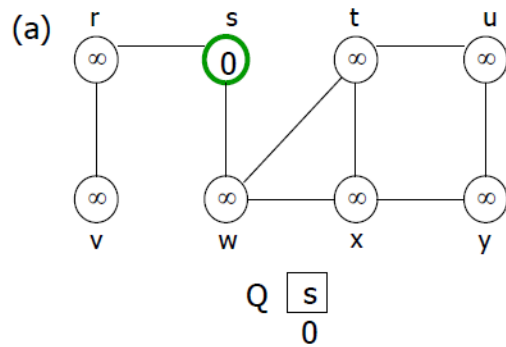 (a) r s t u
∞ 0 ∞ ∞
∞ ∞ ∞ ∞
v w x y
Q s
0